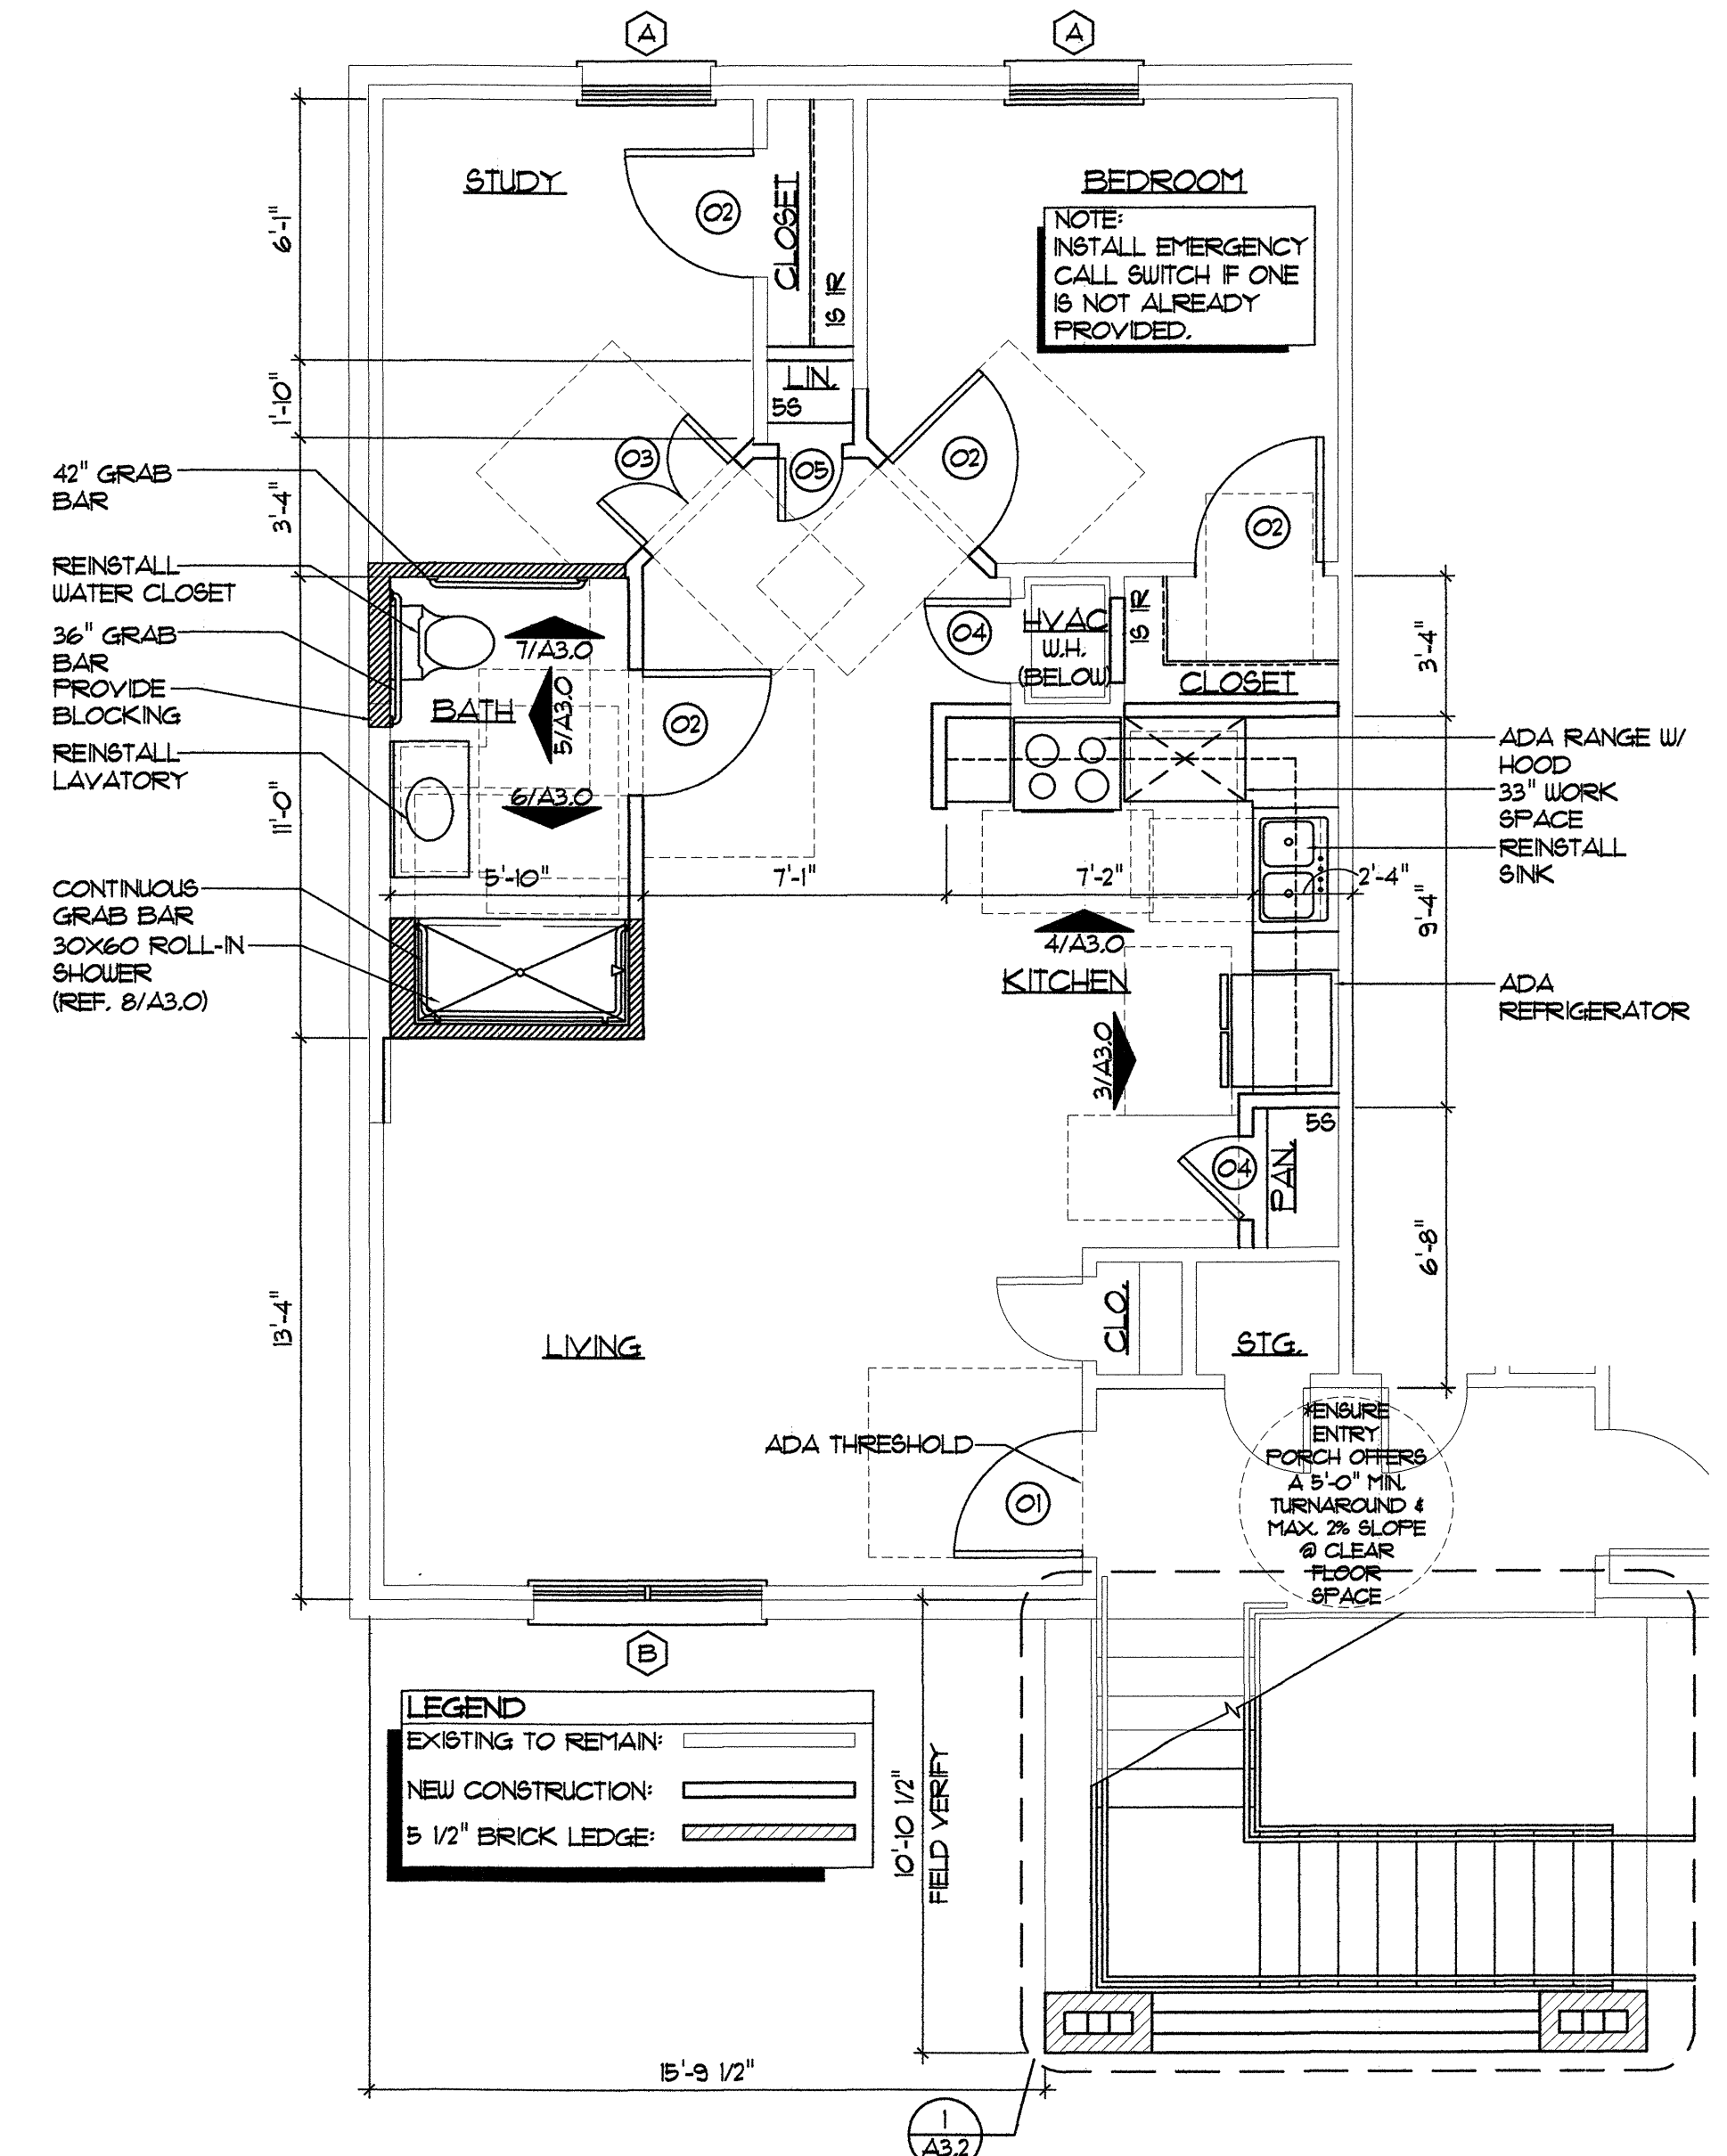 A
A
STUDY
02
CLOSET
1S 1R
BEDROOM
NOTE:
INSTALL EMERGENCY
CALL SWITCH IF ONE
IS NOT ALREADY
PROVIDED.
6'-1"
1'-10"
3'-4"
11'-0"
13'-4"
LIN.
5S
03
05
02
02
42" GRAB
BAR
REINSTALL
WATER CLOSET
36" GRAB
BAR
PROVIDE
BLOCKING
REINSTALL
LAVATORY
CONTINUOUS
GRAB BAR
30X60 ROLL-IN
SHOWER
(REF. 8/A3.0)
7/A3.0
BATH
5/A3.0
6/A3.0
02
04
HVAC
W.H.
(BELOW)
1S 1R
CLOSET
3'-4"
ADA RANGE W/
HOOD
33" WORK
SPACE
REINSTALL
SINK
5'-10"
7'-1"
7'-2"
2'-4"
9'-4"
4/A3.0
KITCHEN
3/A3.0
ADA
REFRIGERATOR
5S
04
PAN.
6'-8"
CLO.
STG.
LIVING
ADA THRESHOLD
01
*ENSURE
ENTRY
PORCH OFFERS
A 5'-0" MIN.
TURNAROUND &
MAX. 2% SLOPE
@ CLEAR
FLOOR
SPACE
B
LEGEND
EXISTING TO REMAIN:
NEW CONSTRUCTION:
5 1/2" BRICK LEDGE:
10'-10 1/2"
FIELD VERIFY
15'-9 1/2"
1
A3.2